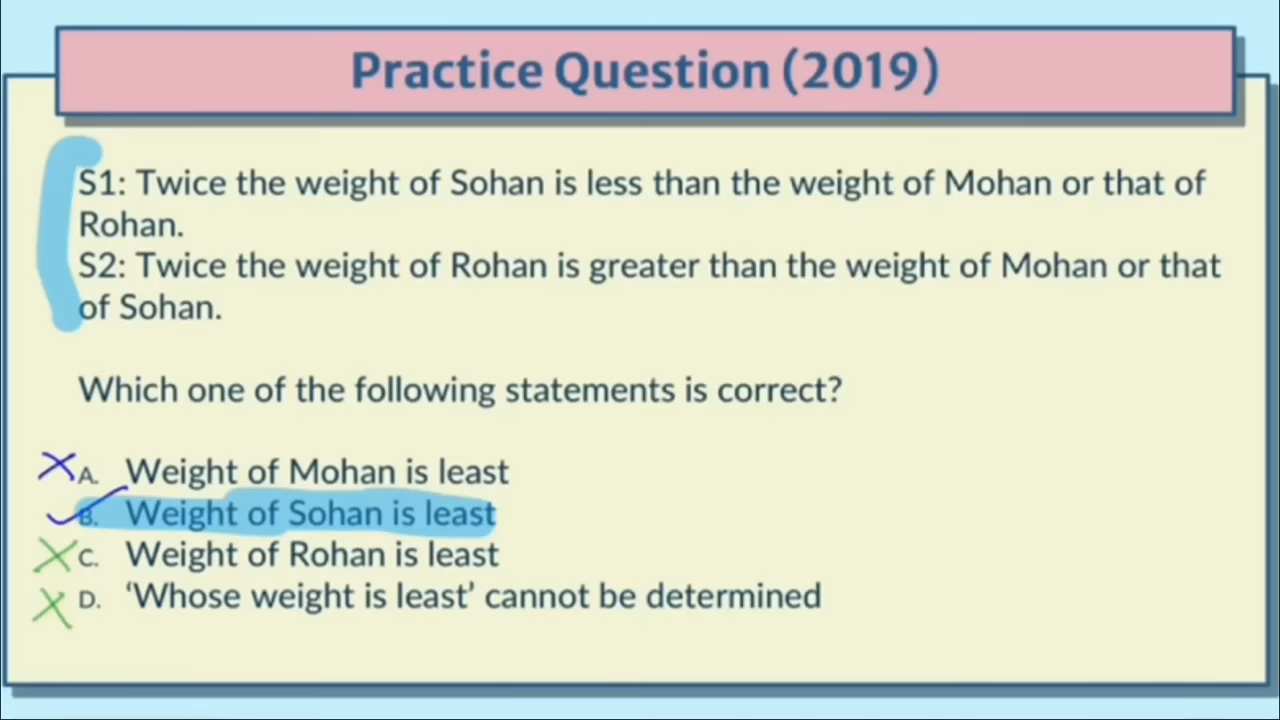 Practice Question (2019)
S1: Twice the weight of Sohan is less than the weight of Mohan or that of
Rohan.
S2: Twice the weight of Rohan is greater than the weight of Mohan or that
of Sohan.
Which one of the following statements is correct?
A. Weight of Mohan is least
B. Weight of Sohan is least
C. Weight of Rohan is least
D. ‘Whose weight is least’ cannot be determined